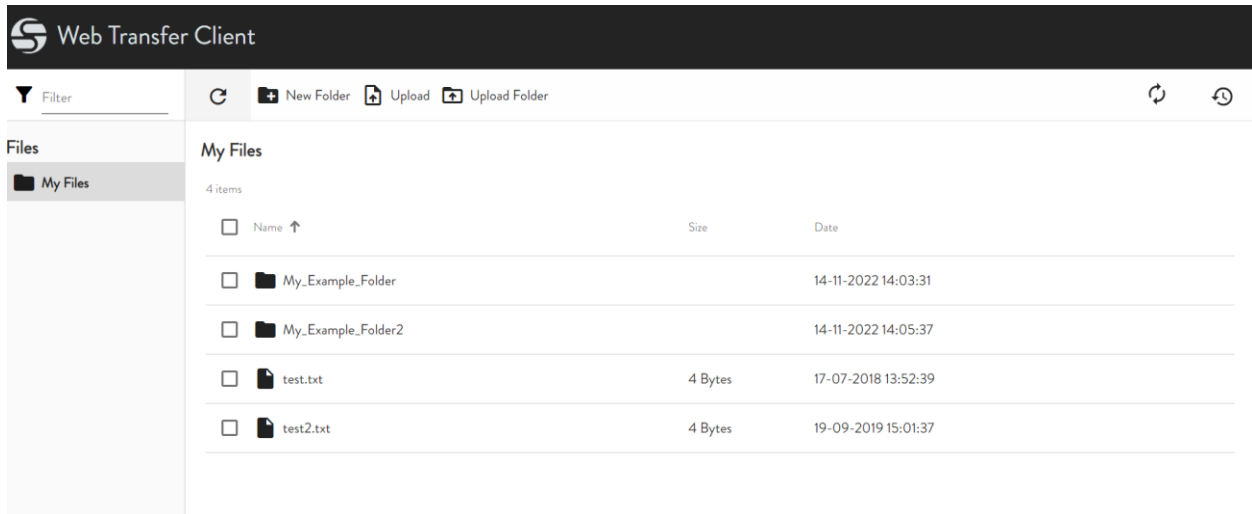 Web Transfer Client
Filter
New Folder Upload Upload Folder
Files
My Files
My Files
4 items
Name Size Date
My_Example_Folder 14-11-2022 14:03:31
My_Example_Folder2 14-11-2022 14:05:37
test.txt 4 Bytes 17-07-2018 13:52:39
test2.txt 4 Bytes 19-09-2019 15:01:37